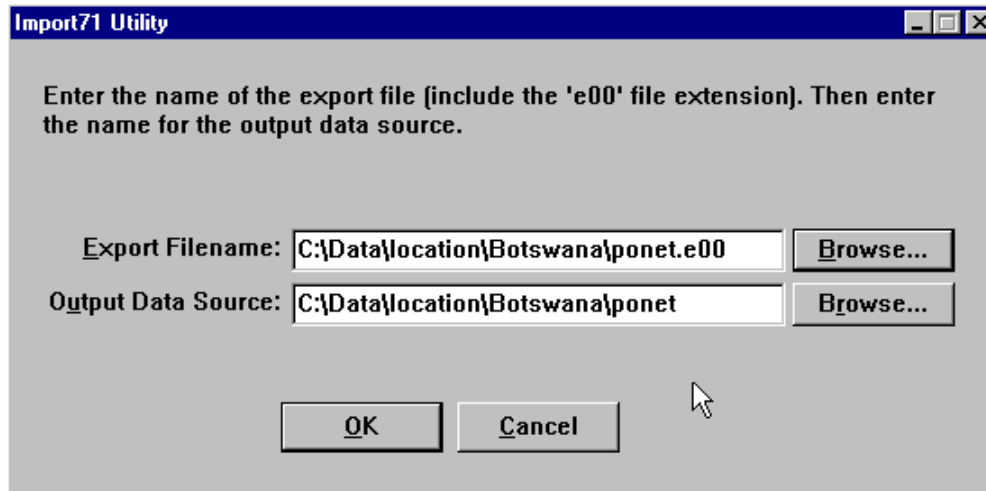 Import71 Utility
Enter the name of the export file (include the 'e00' file extension). Then enter
the name for the output data source.
Export Filename: C:\Data\location\Botswana\ponet.e00 Browse...
Output Data Source: C:\Data\location\Botswana\ponet Browse...
OK Cancel